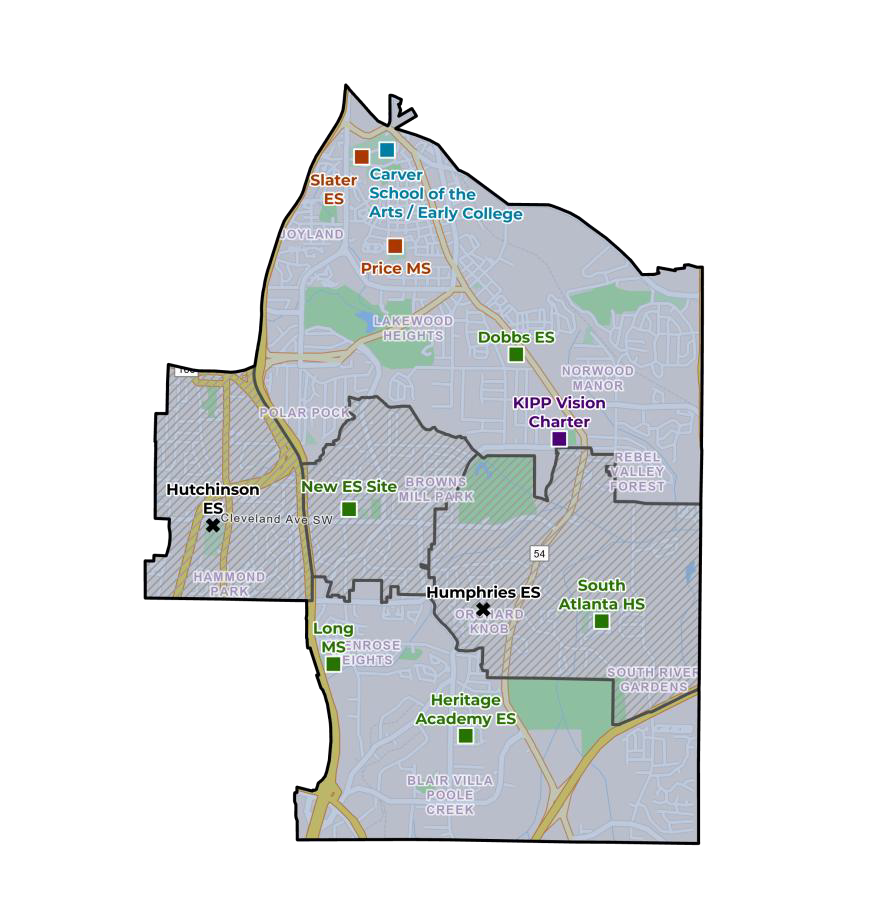 Slater
ES
Carver
School of the
Arts / Early College
JOYLAND
Price MS
LAKEWOOD
HEIGHTS
Dobbs ES
NORWOOD
MANOR
KIPP Vision
Charter
POLAR POCK
REBEL
VALLEY
FOREST
Hutchinson
ES
Cleveland Ave SW
New ES Site
BROWNS
MILL PARK
54
HAMMOND
PARK
Humphries ES
ORCHARD
KNOB
South
Atlanta HS
Long
MS
ENROSE
EIGHTS
SOUTH RIVER
GARDENS
Heritage
Academy ES
BLAIR VILLA
POOLE
CREEK